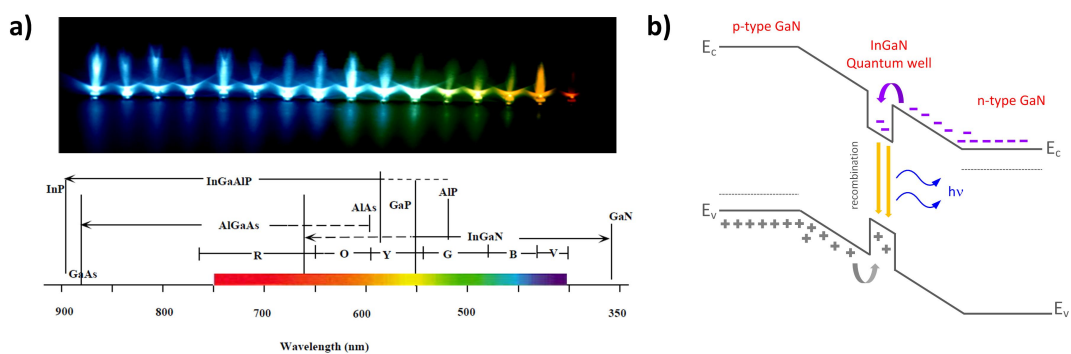 a)
InP
InGaAlP
AlP
AlAs
GaP
GaN
AlGaAs
InGaN
R
O
Y
G
B
V
GaAs
900
800
700
600
500
350
Wavelength (nm)
b)
p-type GaN
Ec
InGaN
Quantum well
n-type GaN
Ec
recombination
hν
Ev
Ev